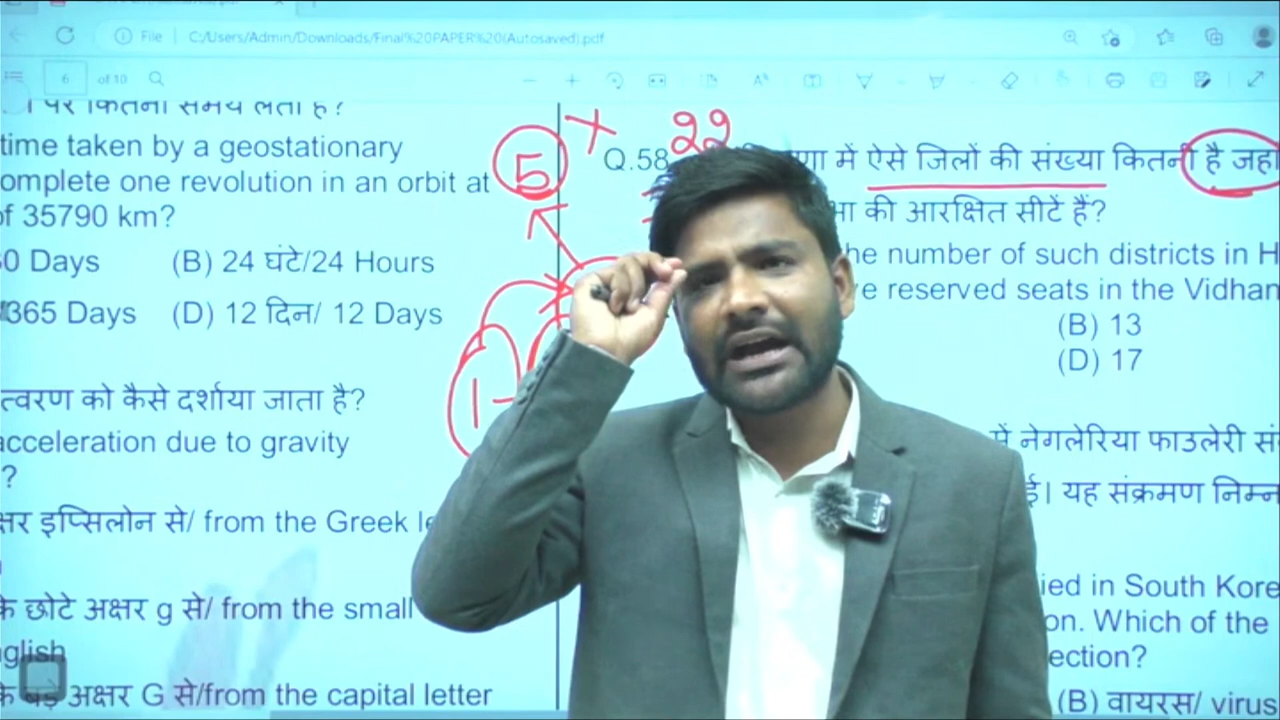 File C:/Users/Admin/Downloads/Final%20PAPER%20(Autosaved).pdf
6 of 10
पर कितना समय लेता है?
time taken by a geostationary
omplete one revolution in an orbit at
of 35790 km?
0 Days (B) 24 घंटे/24 Hours
365 Days (D) 12 दिन/ 12 Days
त्वरण को कैसे दर्शाया जाता है?
acceleration due to gravity
?
इप्सिलोन से/ from the Greek
छोटे अक्षर g से/ from the small
glish
अक्षर G से/from the capital letter
5 × 22
1-
Q.58 णा में ऐसे जिलों की संख्या कितनी है जहा
भा की आरक्षित सीटें हैं?
he number of such districts in H
e reserved seats in the Vidhan
(B) 13
(D) 17
में नेगलेरिया फाउलेरी सं
ई। यह संक्रमण निम्न
ied in South Kore
on. Which of the
ection?
(B) वायरस/ virus